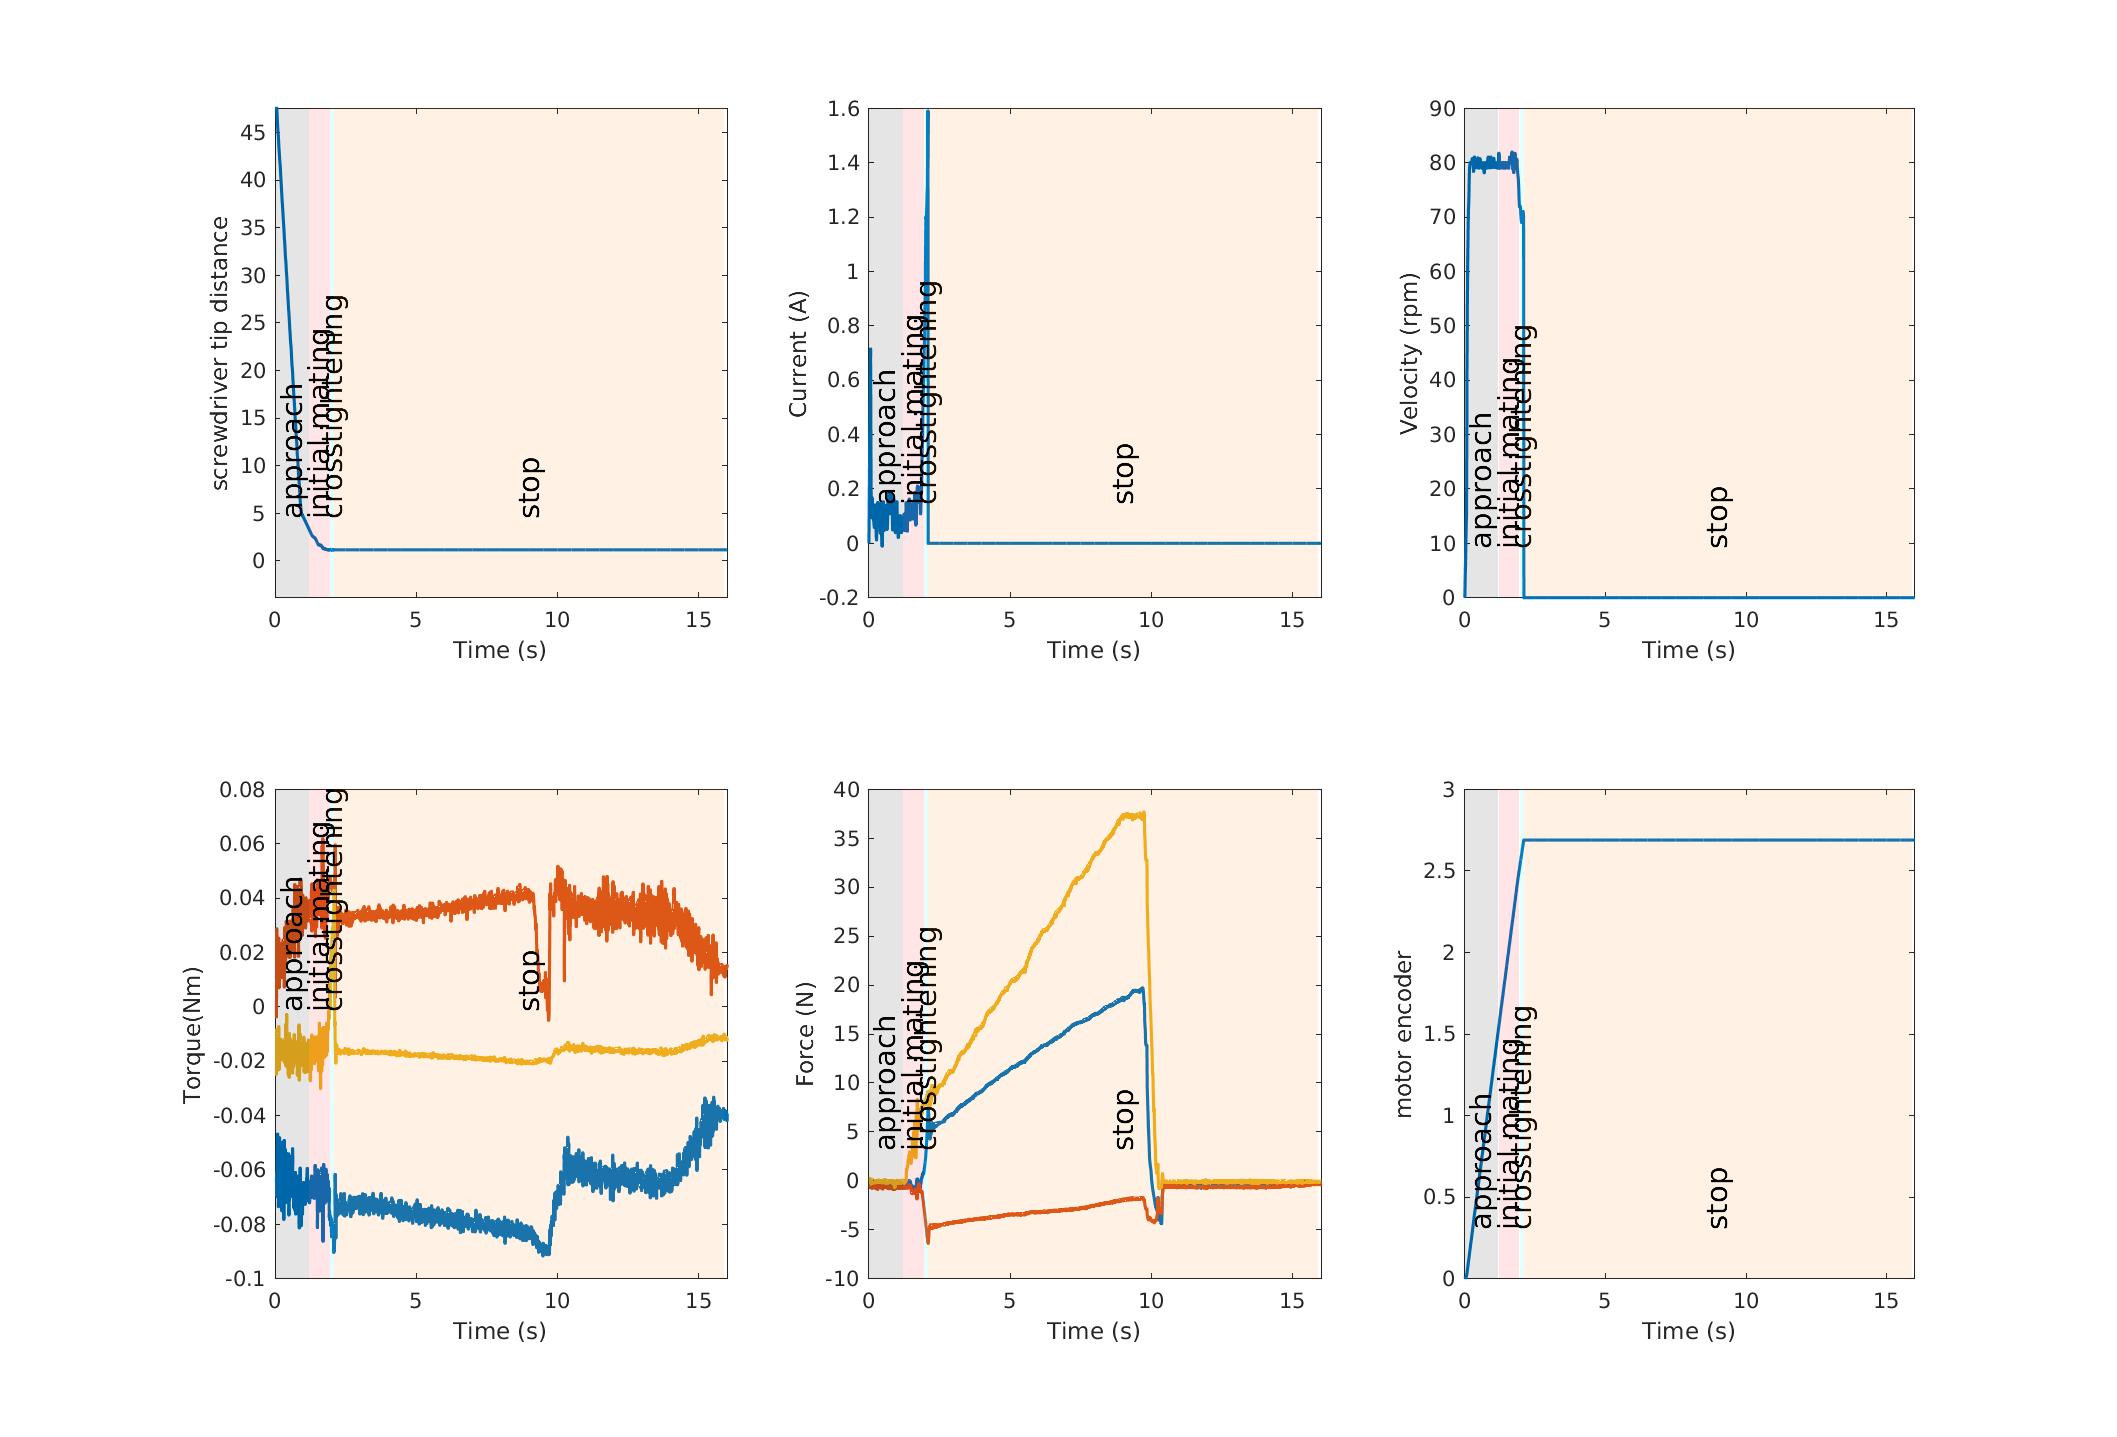 screwdriver tip distance
45
40
35
30
25
20
15
10
5
0
approach
initial mating
crosstightening
stop
0
5
10
15
Time (s)
Current (A)
1.6
1.4
1.2
1
0.8
0.6
0.4
0.2
0
-0.2
approach
initial mating
crosstightening
stop
0
5
10
15
Time (s)
Velocity (rpm)
90
80
70
60
50
40
30
20
10
0
approach
initial mating
crosstightening
stop
0
5
10
15
Time (s)
Torque(Nm)
0.08
0.06
0.04
0.02
0
-0.02
-0.04
-0.06
-0.08
-0.1
approach
initial mating
crosstightening
stop
0
5
10
15
Time (s)
Force (N)
40
35
30
25
20
15
10
5
0
-5
-10
approach
initial mating
crosstightening
stop
0
5
10
15
Time (s)
motor encoder
3
2.5
2
1.5
1
0.5
0
approach
initial mating
crosstightening
stop
0
5
10
15
Time (s)